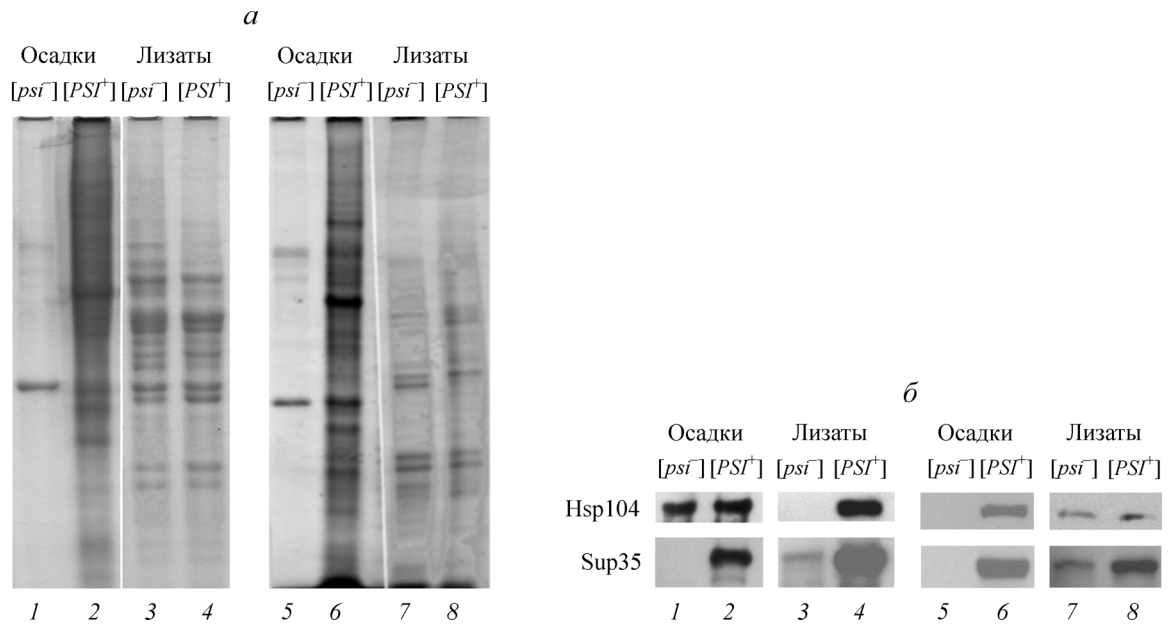 а
Осадки Лизаты Осадки Лизаты
[psi⁻] [PSI⁺] [psi⁻] [PSI⁺] [psi⁻] [PSI⁺] [psi⁻] [PSI⁺]
1 2 3 4 5 6 7 8
б
Осадки Лизаты Осадки Лизаты
[psi⁻] [PSI⁺] [psi⁻] [PSI⁺] [psi⁻] [PSI⁺] [psi⁻] [PSI⁺]
Hsp104
Sup35
1 2 3 4 5 6 7 8